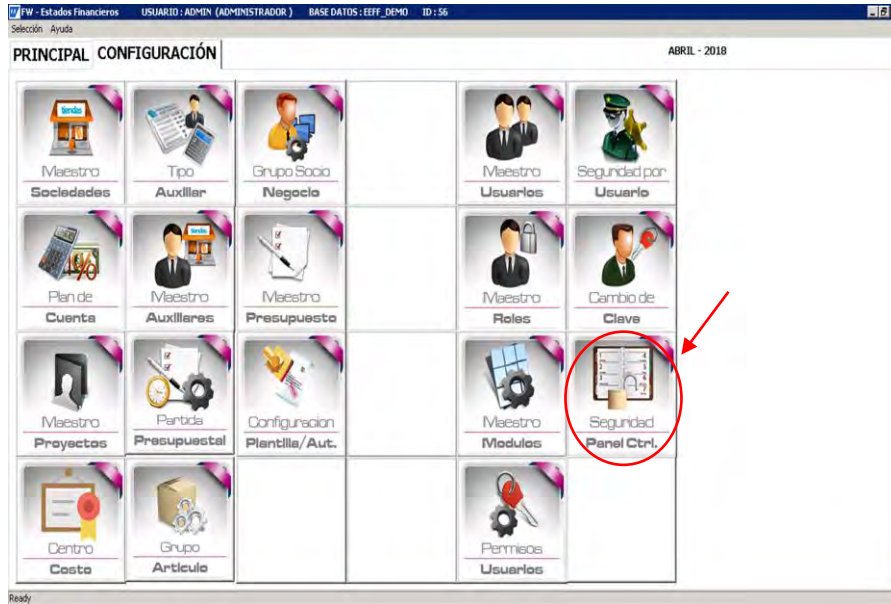 FW - Estados Financieros USUARIO : ADMIN (ADMINISTRADOR ) BASE DATOS : EEFF_DEMO ID : 56
Selección Ayuda
PRINCIPAL CONFIGURACIÓN
ABRIL - 2018
tiendas
Maestro
Sociedades
Tipo
Auxiliar
Grupo Socio
Negocio
Maestro
Usuarios
Seguridad por
Usuario
Plan de
Cuenta
tiendas
Maestro
Auxiliares
Maestro
Presupuesto
Maestro
Roles
Cambio de
Clave
Maestro
Proyectos
Partida
Presupuestal
Configuracion
Plantilla/Aut.
Maestro
Modulos
Seguridad
Panel Ctrl.
Centro
Costo
Grupo
Articulo
Permisos
Usuarios
Ready